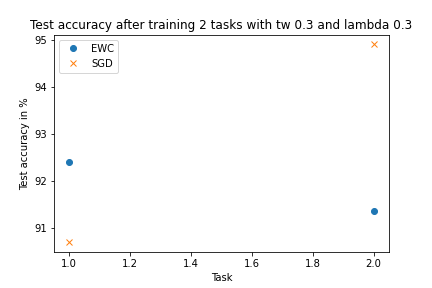 Test accuracy after training 2 tasks with tw 0.3 and lambda 0.3
EWC
SGD
Test accuracy in %
95
94
93
92
91
1.0 1.2 1.4 1.6 1.8 2.0
Task